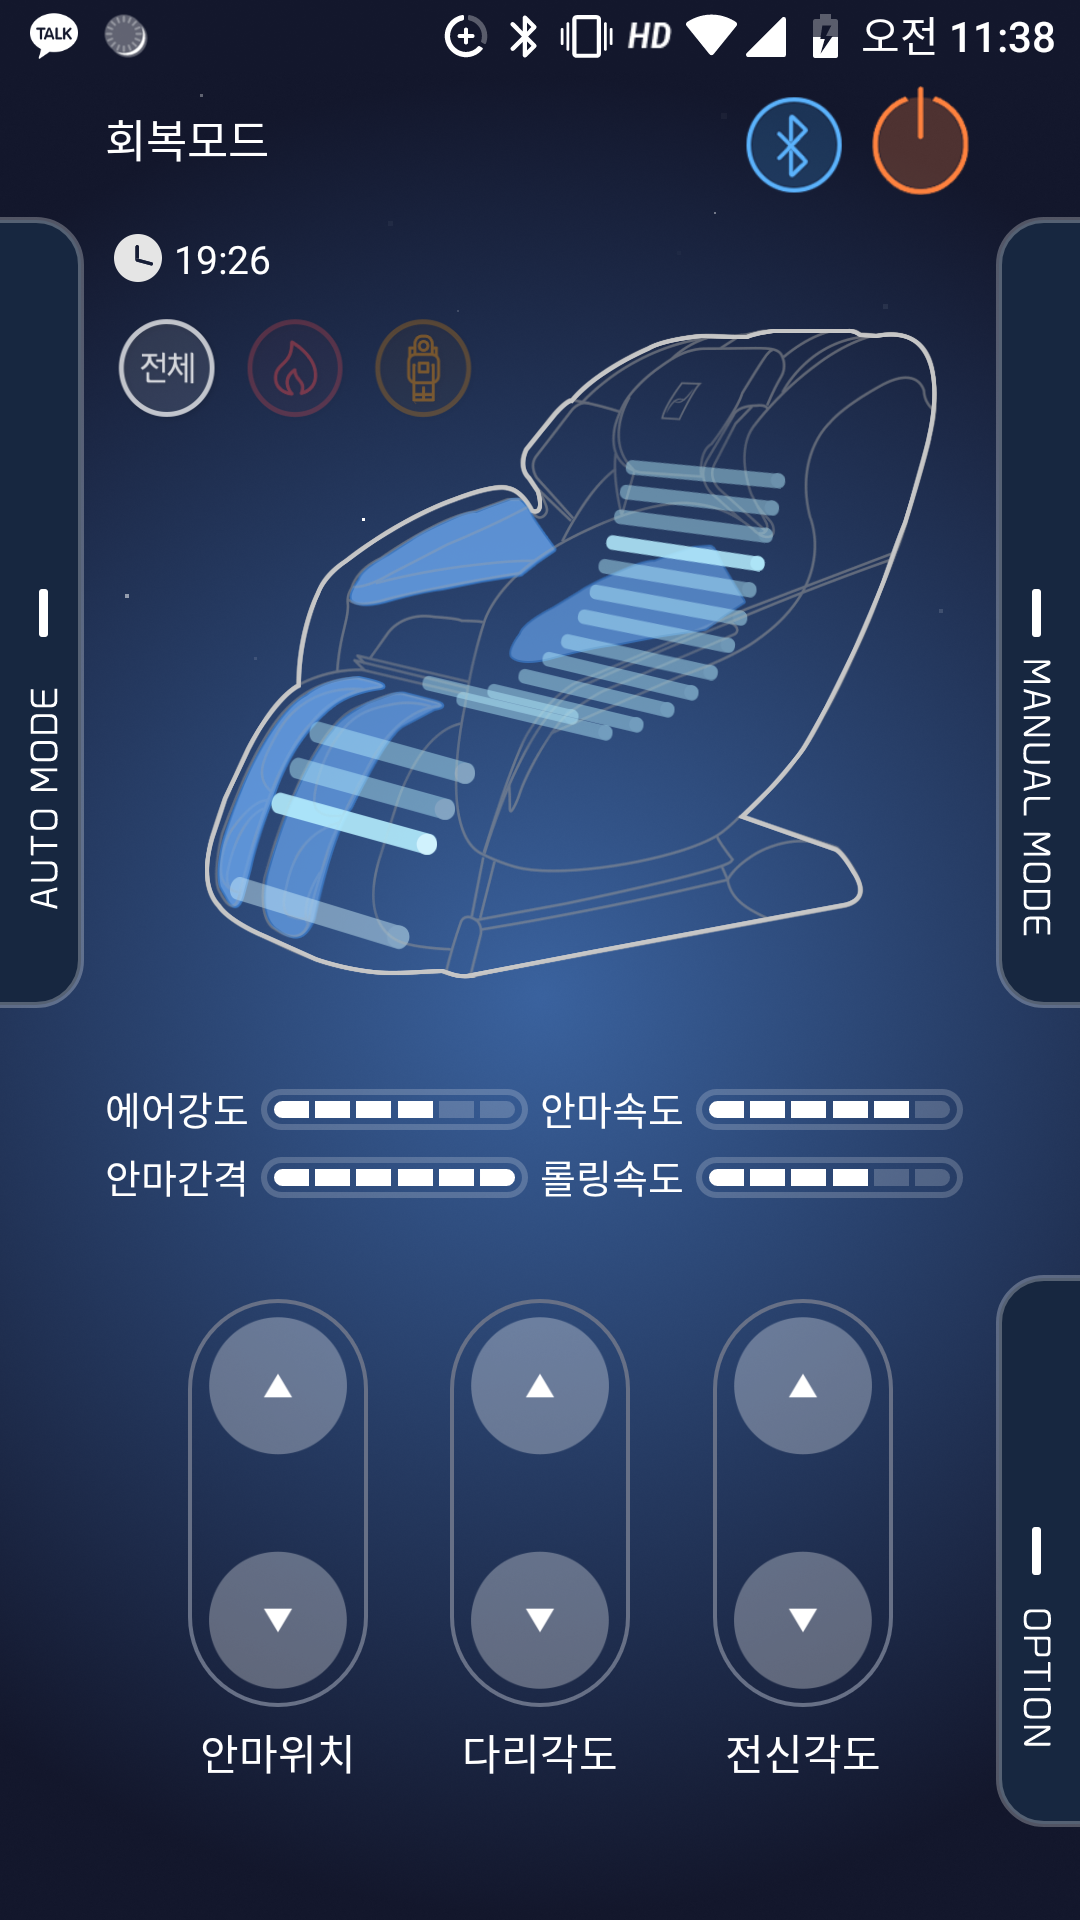 TALK
HD 오전 11:38
회복모드
19:26
전체
AUTO MODE
MANUAL MODE
에어강도 안마속도
안마간격 롤링속도
OPTION
안마위치 다리각도 전신각도